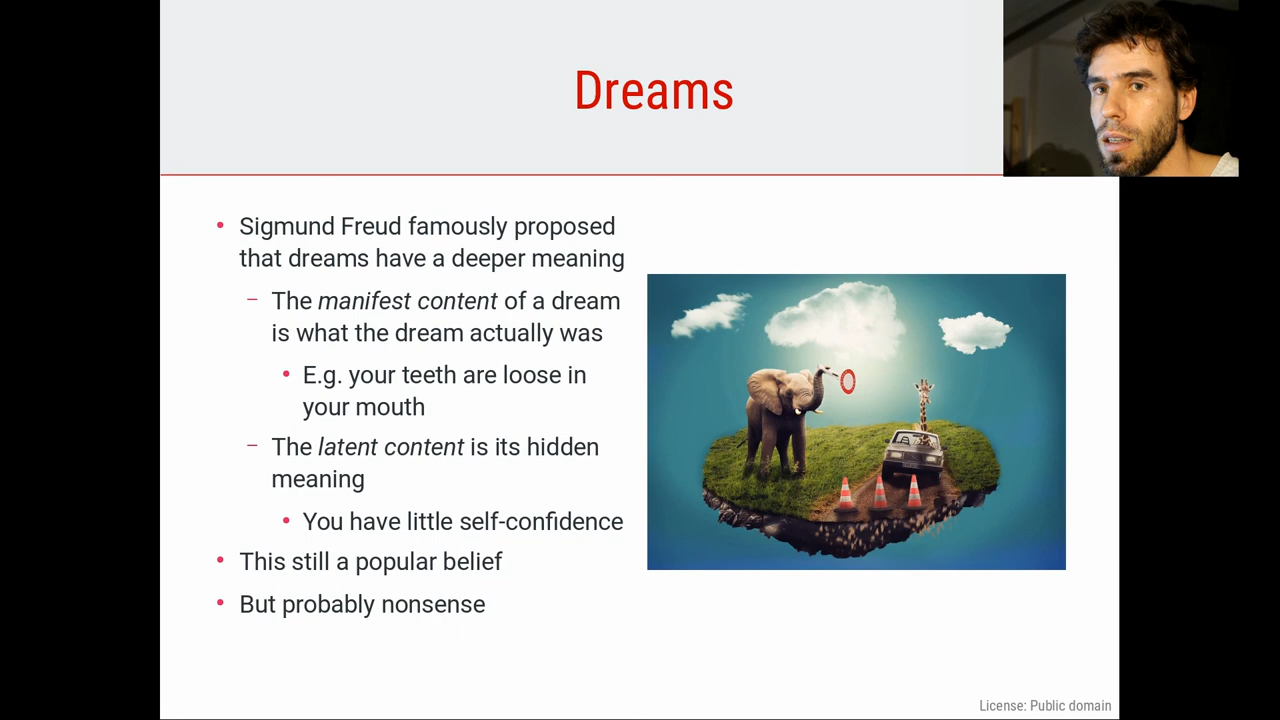 Dreams
Sigmund Freud famously proposed
that dreams have a deeper meaning
The manifest content of a dream
is what the dream actually was
E.g. your teeth are loose in
your mouth
The latent content is its hidden
meaning
You have little self-confidence
This still a popular belief
But probably nonsense
License: Public domain